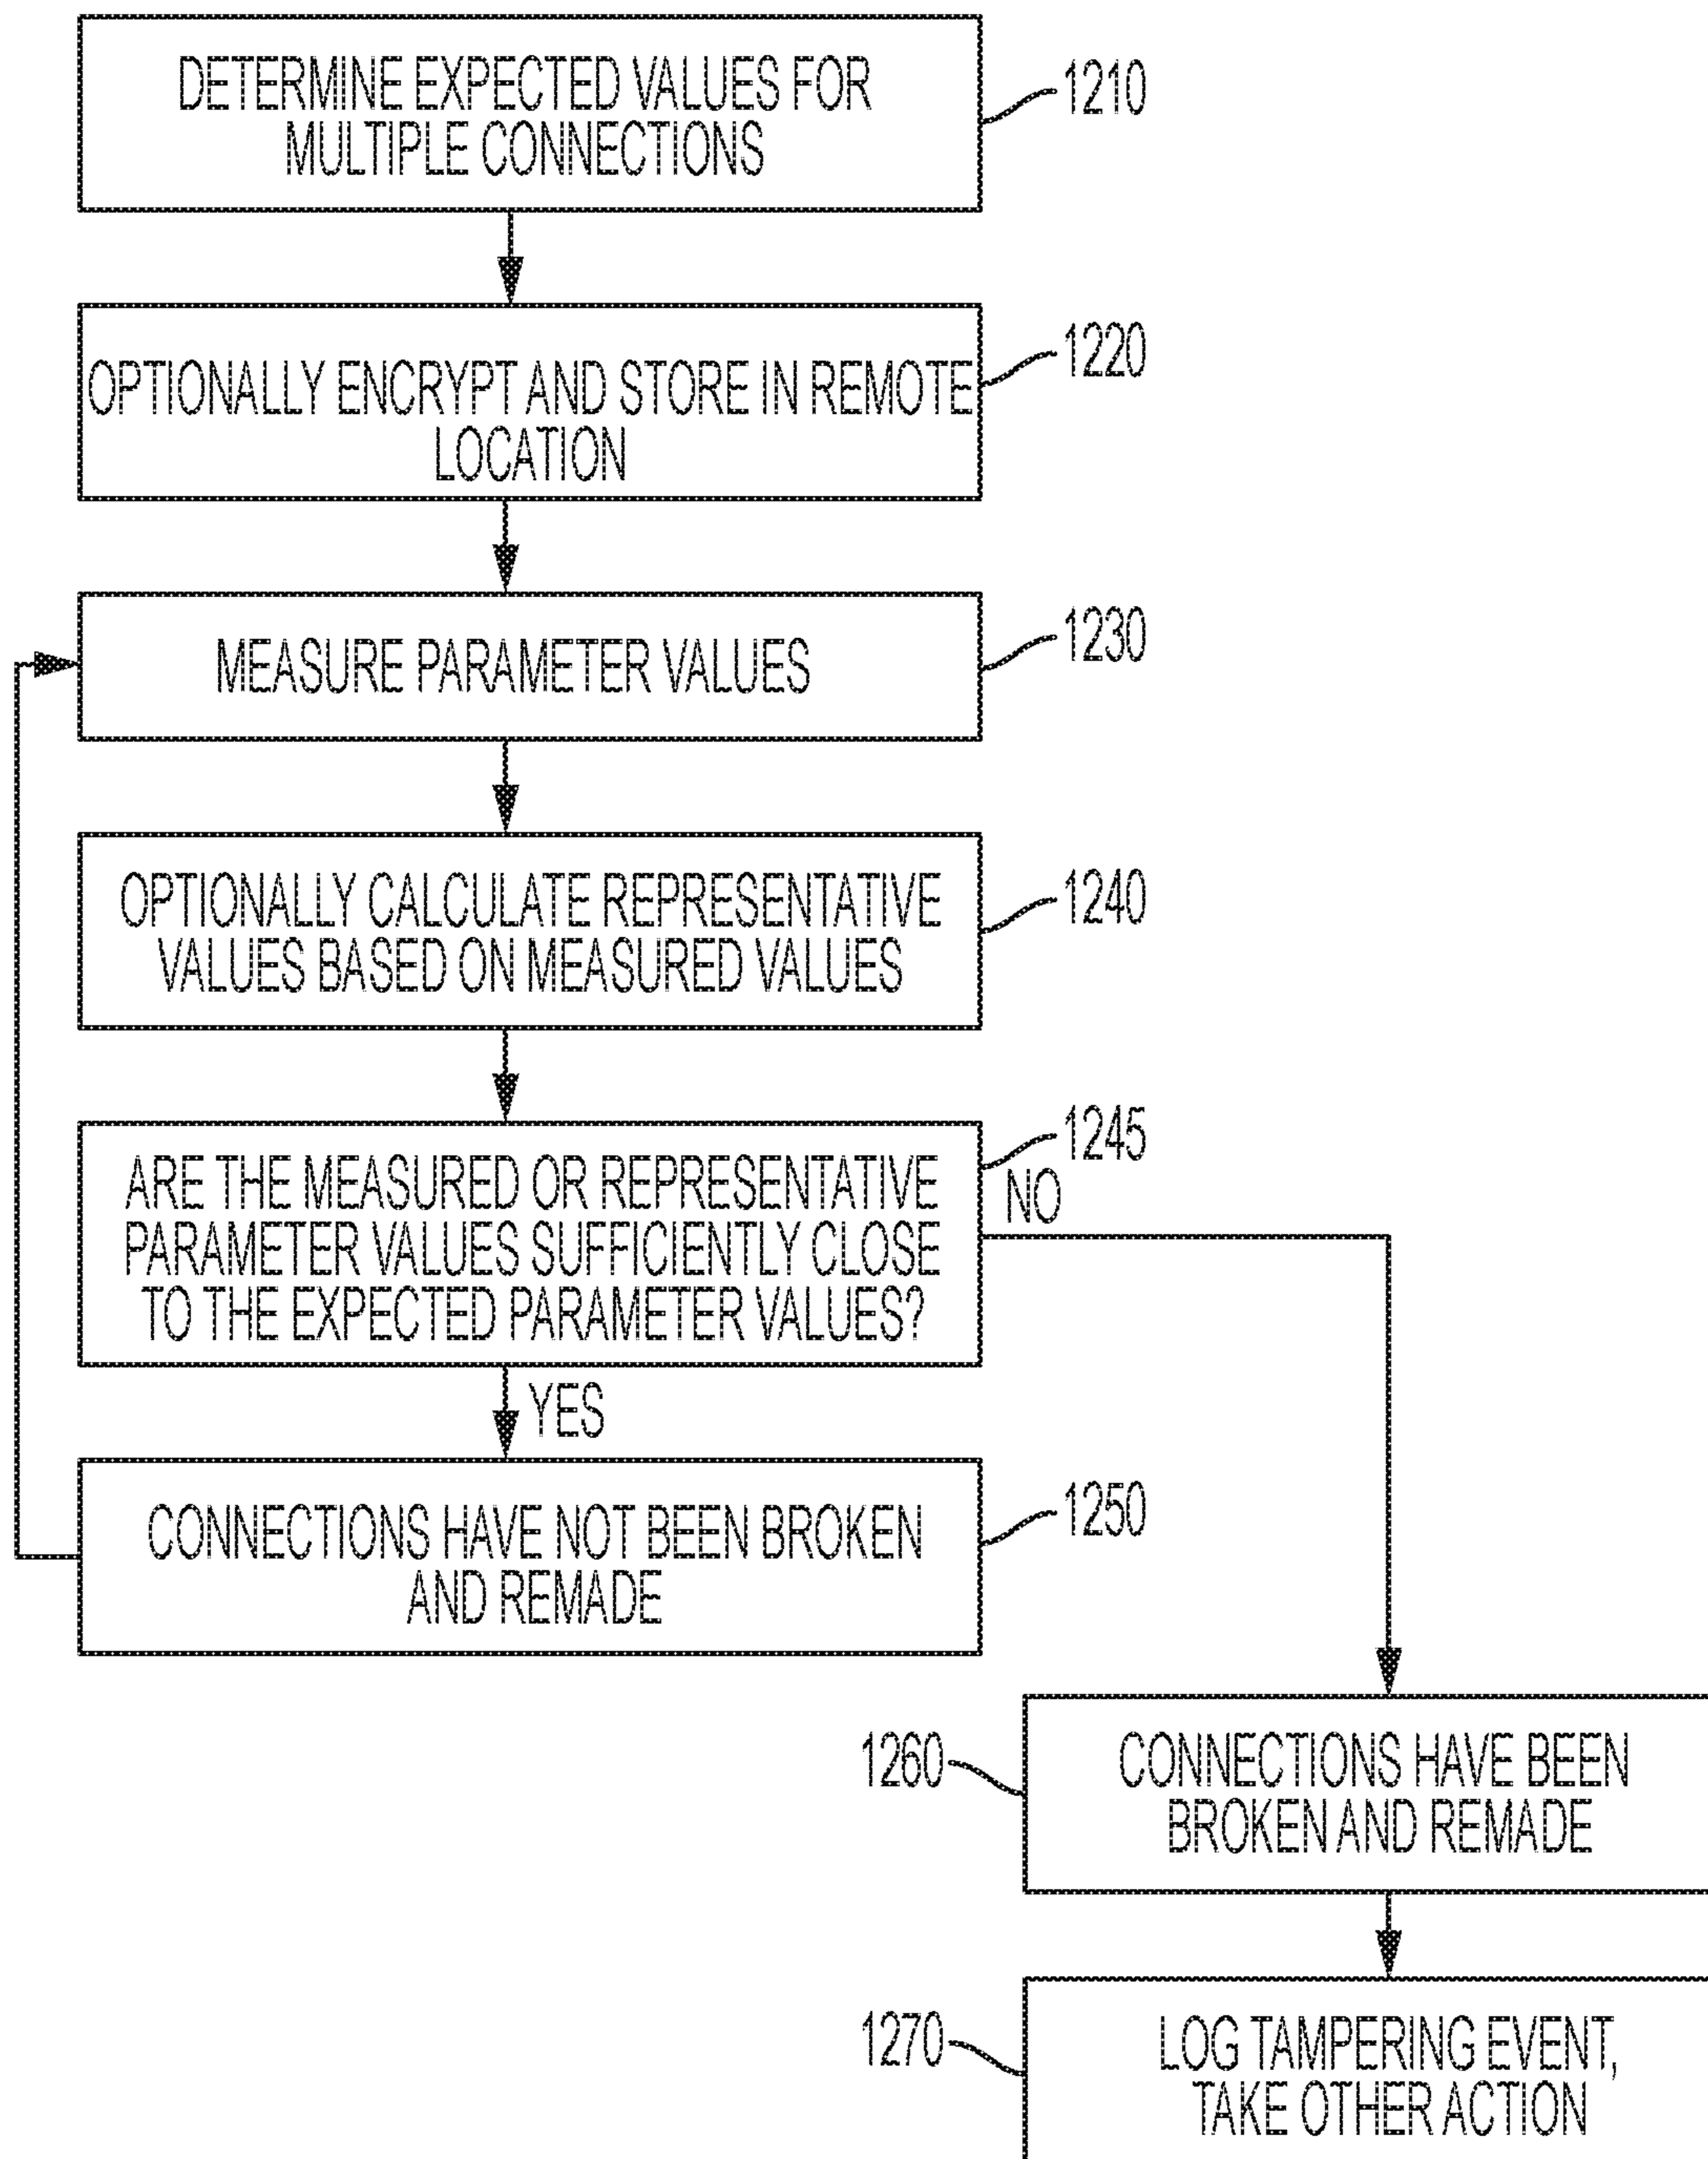 DETERMINE EXPECTED VALUES FOR
MULTIPLE CONNECTIONS
1210
OPTIONALLY ENCRYPT AND STORE IN REMOTE
LOCATION
1220
MEASURE PARAMETER VALUES
1230
OPTIONALLY CALCULATE REPRESENTATIVE
VALUES BASED ON MEASURED VALUES
1240
ARE THE MEASURED OR REPRESENTATIVE
PARAMETER VALUES SUFFICIENTLY CLOSE
TO THE EXPECTED PARAMETER VALUES?
1245
NO
YES
CONNECTIONS HAVE NOT BEEN BROKEN
AND REMADE
1250
1260
CONNECTIONS HAVE BEEN
BROKEN AND REMADE
1270
LOG TAMPERING EVENT,
TAKE OTHER ACTION